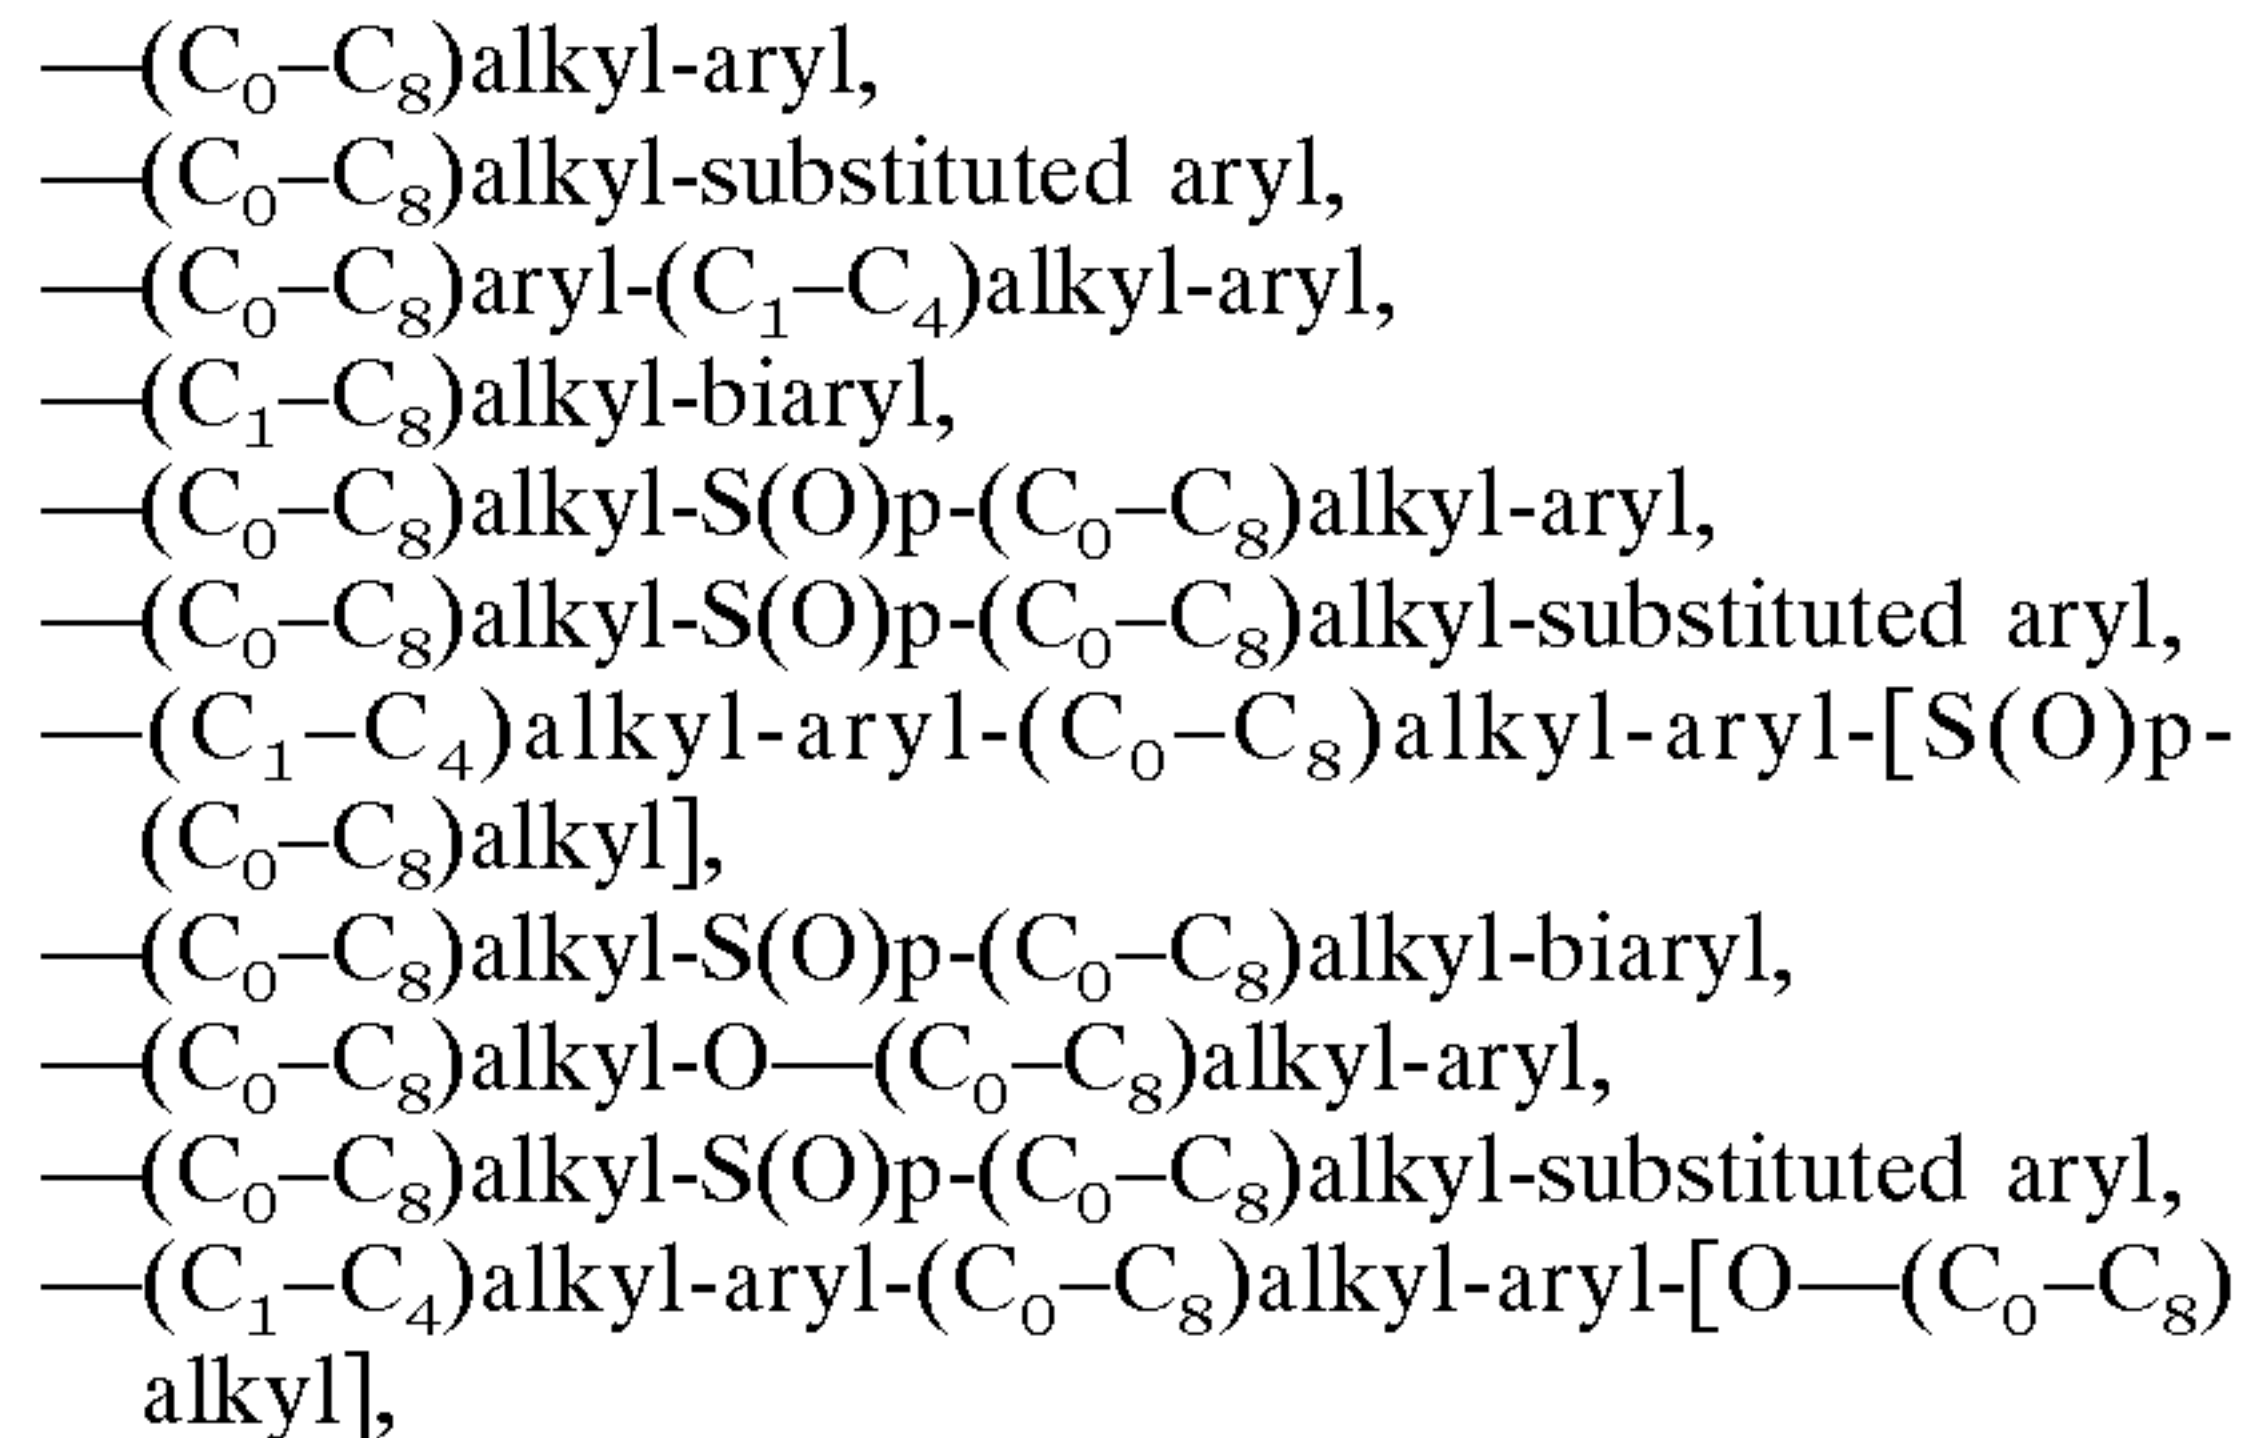 —(C₀–C₈)alkyl-aryl,
—(C₀–C₈)alkyl-substituted aryl,
—(C₀–C₈)aryl-(C₁–C₄)alkyl-aryl,
—(C₁–C₈)alkyl-biaryl,
—(C₀–C₈)alkyl-S(O)p-(C₀–C₈)alkyl-aryl,
—(C₀–C₈)alkyl-S(O)p-(C₀–C₈)alkyl-substituted aryl,
—(C₁–C₄)alkyl-aryl-(C₀–C₈)alkyl-aryl-[S(O)p-
(C₀–C₈)alkyl],
—(C₀–C₈)alkyl-S(O)p-(C₀–C₈)alkyl-biaryl,
—(C₀–C₈)alkyl-O—(C₀–C₈)alkyl-aryl,
—(C₀–C₈)alkyl-S(O)p-(C₀–C₈)alkyl-substituted aryl,
—(C₁–C₄)alkyl-aryl-(C₀–C₈)alkyl-aryl-[O—(C₀–C₈)
alkyl],